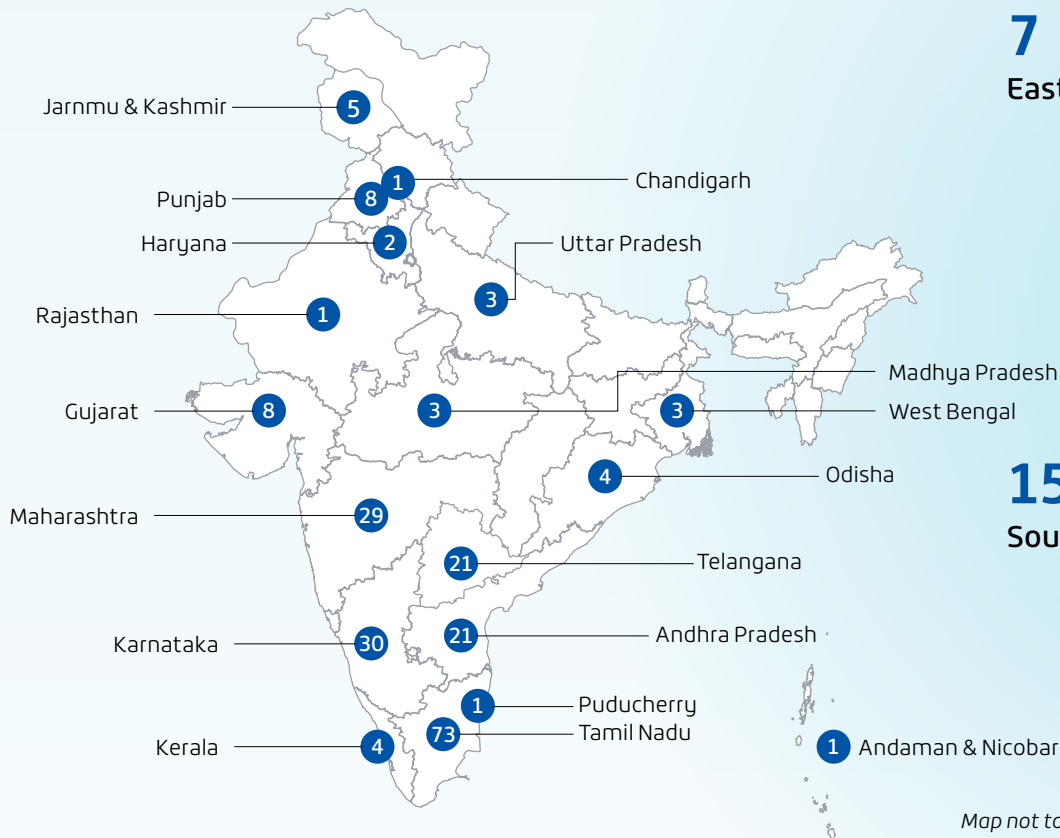 7
East
Jarnmu & Kashmir
5
1
Chandigarh
Punjab
8
Haryana
2
Uttar Pradesh
3
Rajasthan
1
Madhya Pradesh
Gujarat
8
3
3
West Bengal
4
Odisha
15
Sou
Maharashtra
29
21
Telangana
Karnataka
30
21
Andhra Pradesh
1
Puducherry
73
Tamil Nadu
Kerala
4
1
Andaman & Nicobar
Map not to